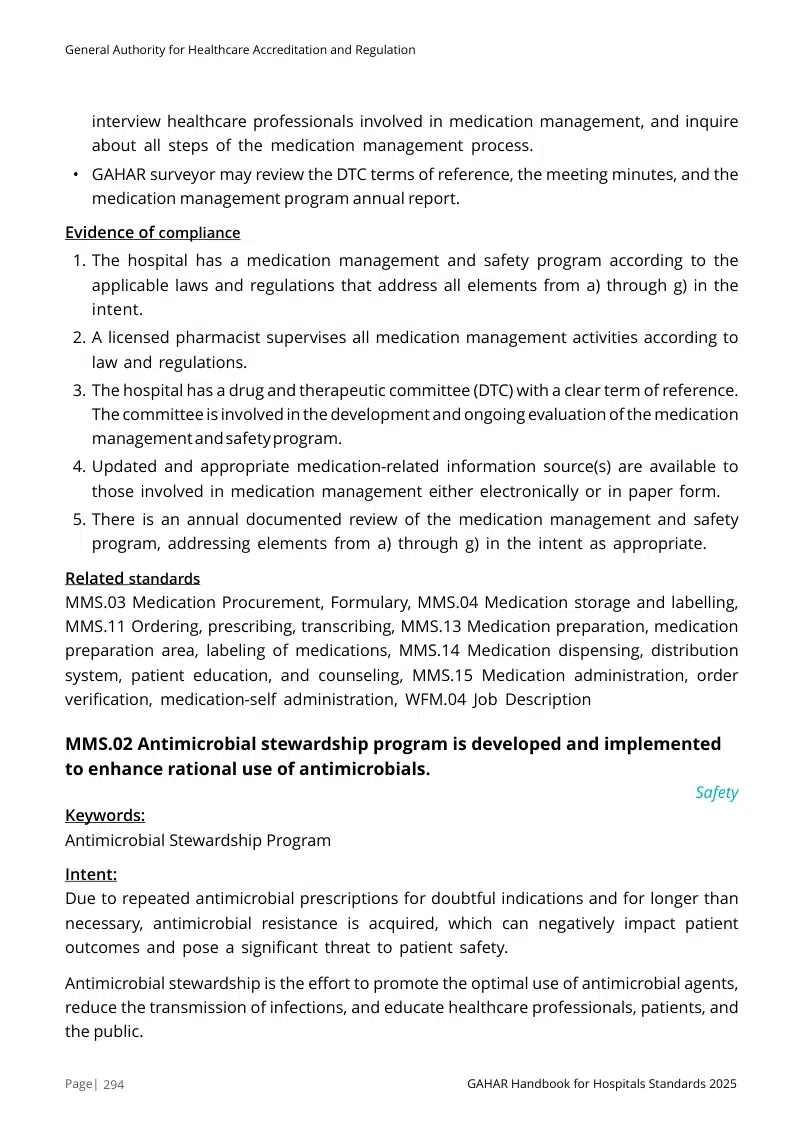 General Authority for Healthcare Accreditation and Regulation
interview healthcare professionals involved in medication management, and inquire
about all steps of the medication management process.
• GAHAR surveyor may review the DTC terms of reference, the meeting minutes, and the
medication management program annual report.
Evidence of compliance
1. The hospital has a medication management and safety program according to the
applicable laws and regulations that address all elements from a) through g) in the
intent.
2. A licensed pharmacist supervises all medication management activities according to
law and regulations.
3. The hospital has a drug and therapeutic committee (DTC) with a clear term of reference.
The committee is involved in the development and ongoing evaluation of the medication
management and safety program.
4. Updated and appropriate medication-related information source(s) are available to
those involved in medication management either electronically or in paper form.
5. There is an annual documented review of the medication management and safety
program, addressing elements from a) through g) in the intent as appropriate.
Related standards
MMS.03 Medication Procurement, Formulary, MMS.04 Medication storage and labelling,
MMS.11 Ordering, prescribing, transcribing, MMS.13 Medication preparation, medication
preparation area, labeling of medications, MMS.14 Medication dispensing, distribution
system, patient education, and counseling, MMS.15 Medication administration, order
verification, medication-self administration, WFM.04 Job Description
MMS.02 Antimicrobial stewardship program is developed and implemented
to enhance rational use of antimicrobials.
Safety
Keywords:
Antimicrobial Stewardship Program
Intent:
Due to repeated antimicrobial prescriptions for doubtful indications and for longer than
necessary, antimicrobial resistance is acquired, which can negatively impact patient
outcomes and pose a significant threat to patient safety.
Antimicrobial stewardship is the effort to promote the optimal use of antimicrobial agents,
reduce the transmission of infections, and educate healthcare professionals, patients, and
the public.
Page| 294 GAHAR Handbook for Hospitals Standards 2025